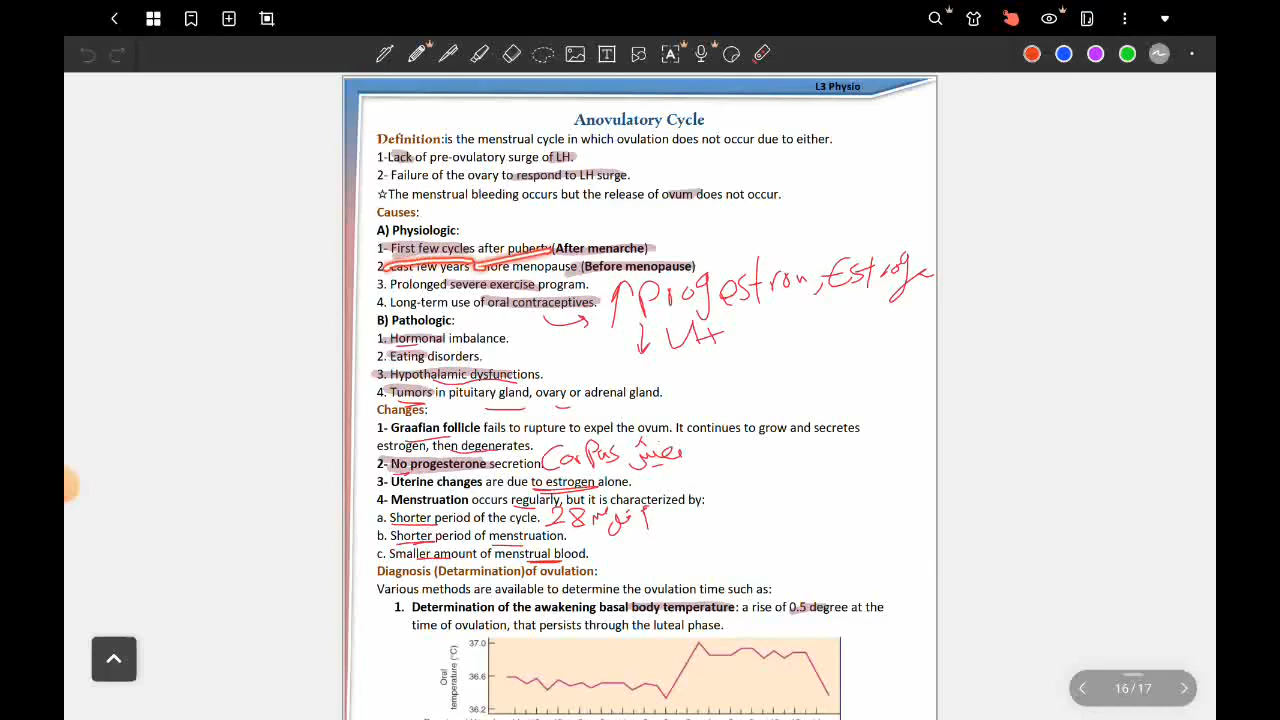 L3 Physio
Anovulatory Cycle
Definition:is the menstrual cycle in which ovulation does not occur due to either.
1-Lack of pre-ovulatory surge of LH.
2- Failure of the ovary to respond to LH surge.
☆The menstrual bleeding occurs but the release of ovum does not occur.
Causes:
A) Physiologic:
1- First few cycles after puberty(After menarche)
2. Last few years before menopause (Before menopause)
3. Prolonged severe exercise program.
4. Long-term use of oral contraceptives.
↑ Progestron, Estroge
B) Pathologic:
1. Hormonal imbalance.
2. Eating disorders.
3. Hypothalamic dysfunctions.
4. Tumors in pituitary gland, ovary or adrenal gland.
Changes:
1- Graafian follicle fails to rupture to expel the ovum. It continues to grow and secretes
estrogen, then degenerates.
Corpus
2- No progesterone secretion.
3- Uterine changes are due to estrogen alone.
4- Menstruation occurs regularly, but it is characterized by:
a. Shorter period of the cycle. 28
b. Shorter period of menstruation.
c. Smaller amount of menstrual blood.
Diagnosis (Detarmination)of ovulation:
Various methods are available to determine the ovulation time such as:
1. Determination of the awakening basal body temperature: a rise of 0.5 degree at the
time of ovulation, that persists through the luteal phase.
Oral
temperature (°C)
37.0
36.6
36.2
16/17